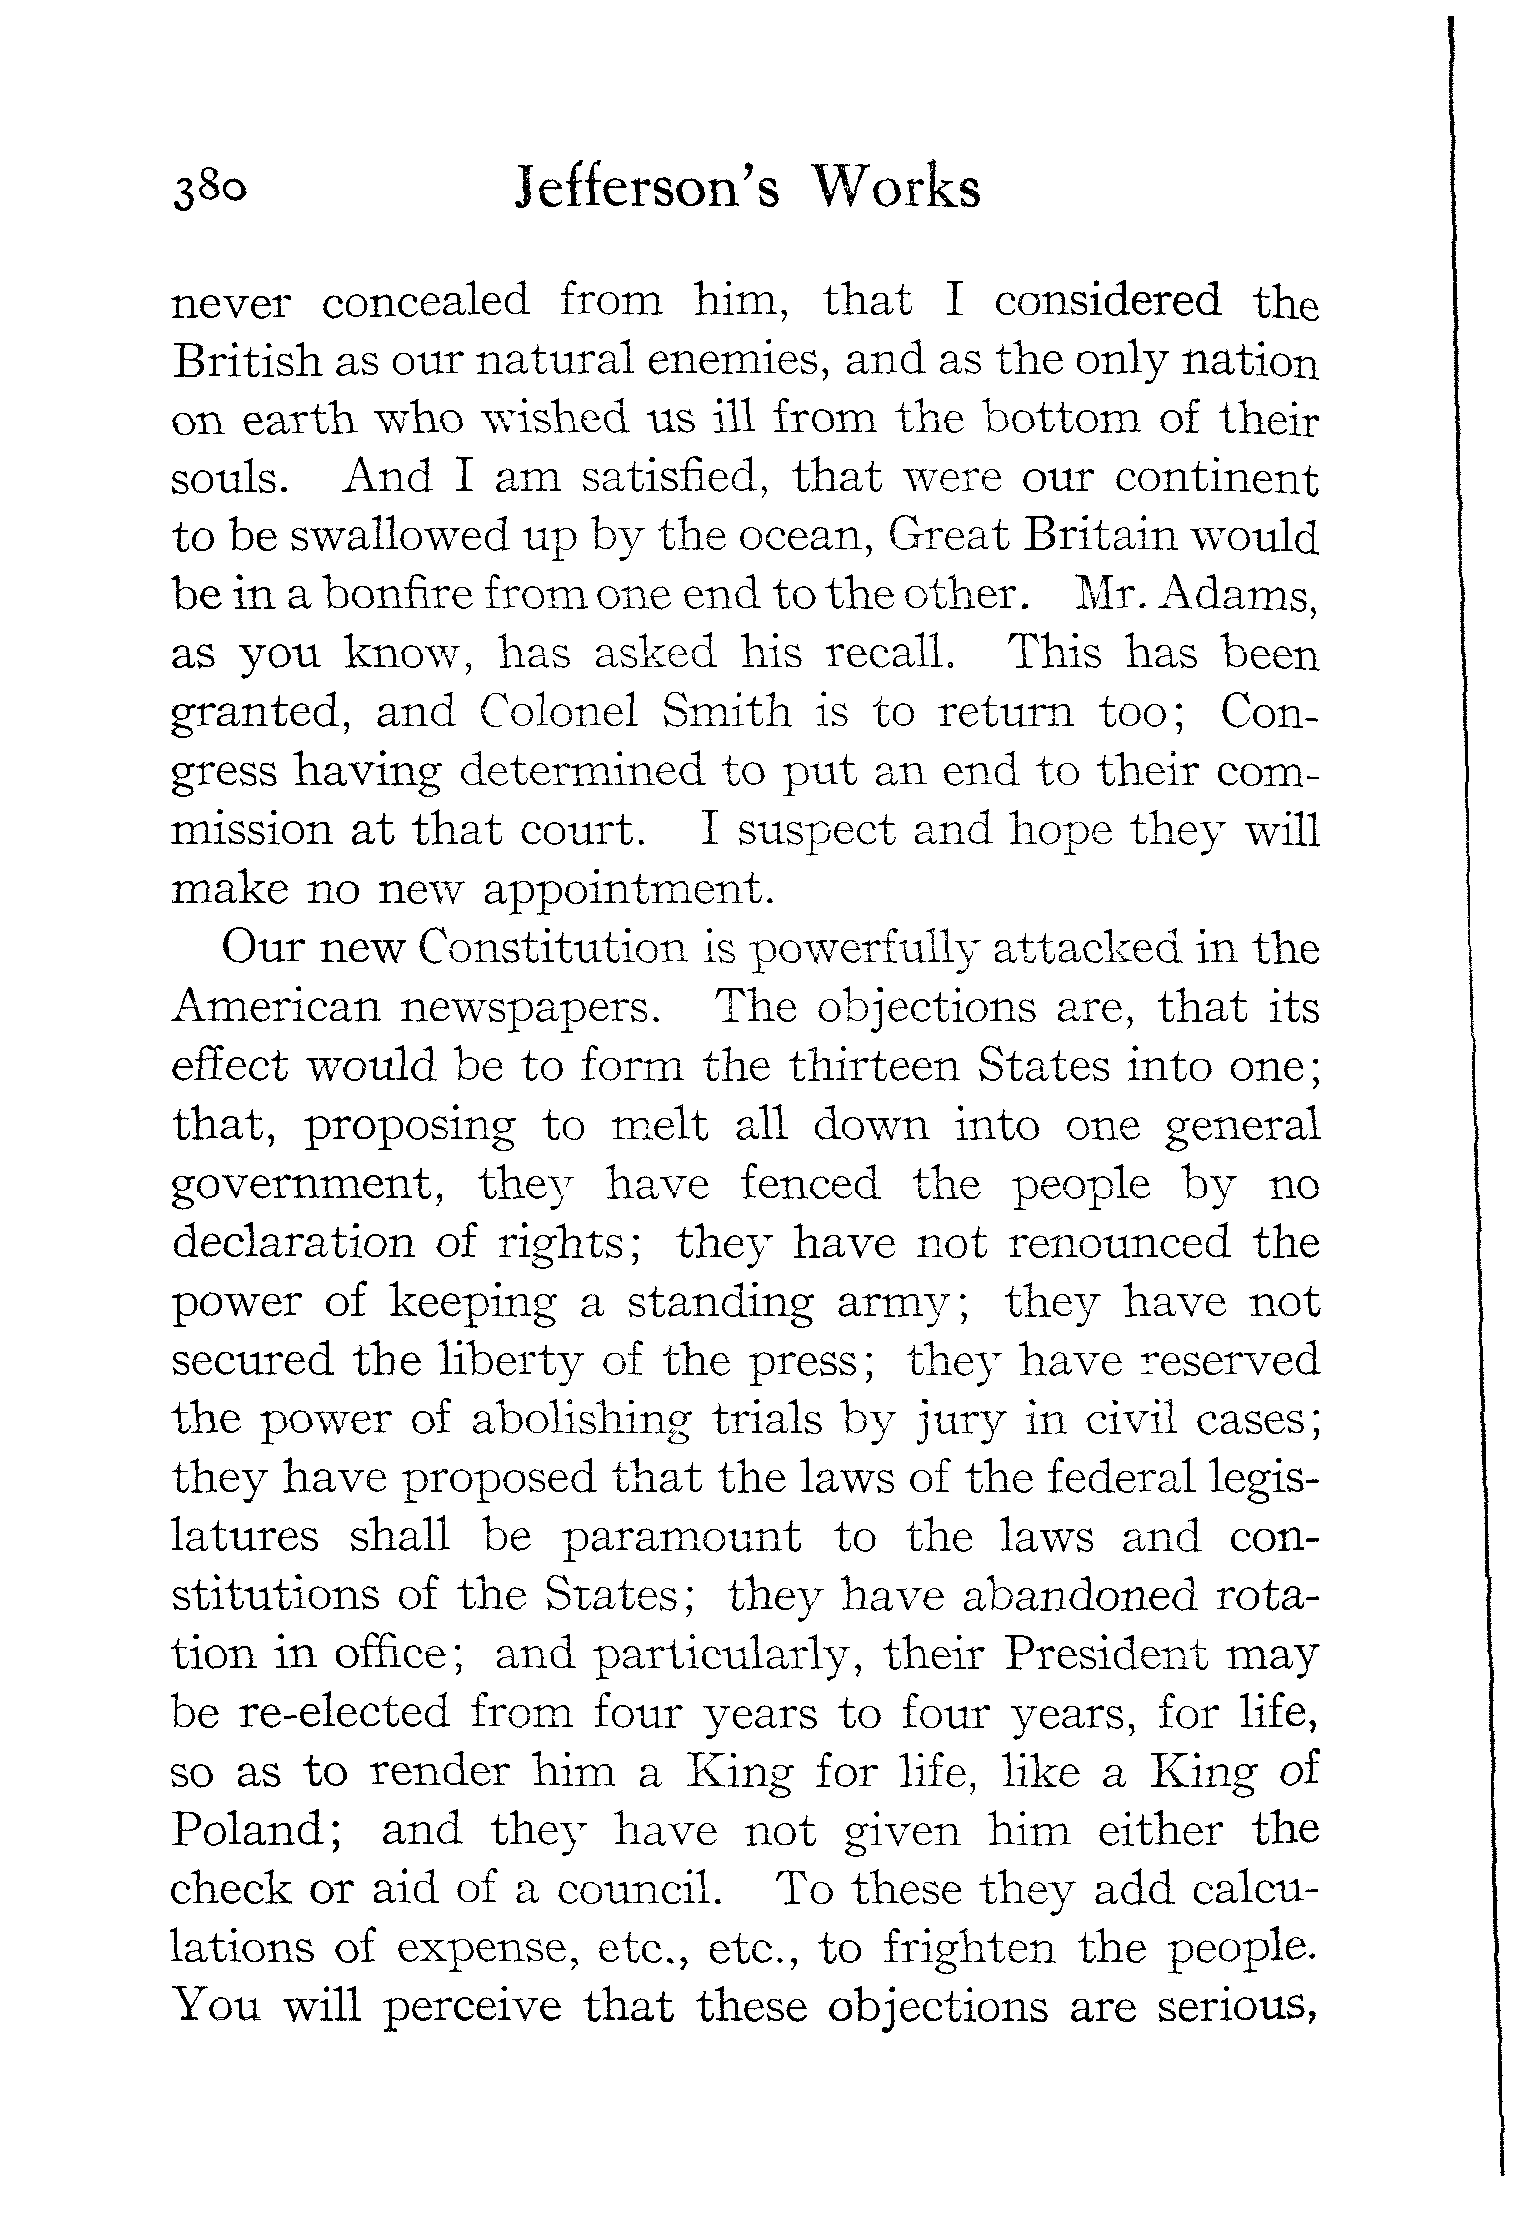 380 Jefferson's Works
never concealed from him, that I considered the
British as our natural enemies, and as the only nation
on earth who wished us ill from the bottom of their
souls. And I am satisfied, that were our continent
to be swallowed up by the ocean, Great Britain would
be in a bonfire from one end to the other. Mr. Adams,
as you know, has asked his recall. This has been
granted, and Colonel Smith is to return too; Con-
gress having determined to put an end to their com-
mission at that court. I suspect and hope they will
make no new appointment.
Our new Constitution is powerfully attacked in the
American newspapers. The objections are, that its
effect would be to form the thirteen States into one;
that, proposing to melt all down into one general
government, they have fenced the people by no
declaration of rights; they have not renounced the
power of keeping a standing army; they have not
secured the liberty of the press; they have reserved
the power of abolishing trials by jury in civil cases;
they have proposed that the laws of the federal legis-
latures shall be paramount to the laws and con-
stitutions of the States; they have abandoned rota-
tion in office; and particularly, their President may
be re-elected from four years to four years, for life,
so as to render him a King for life, like a King of
Poland; and they have not given him either the
check or aid of a council. To these they add calcu-
lations of expense, etc., etc., to frighten the people.
You will perceive that these objections are serious,